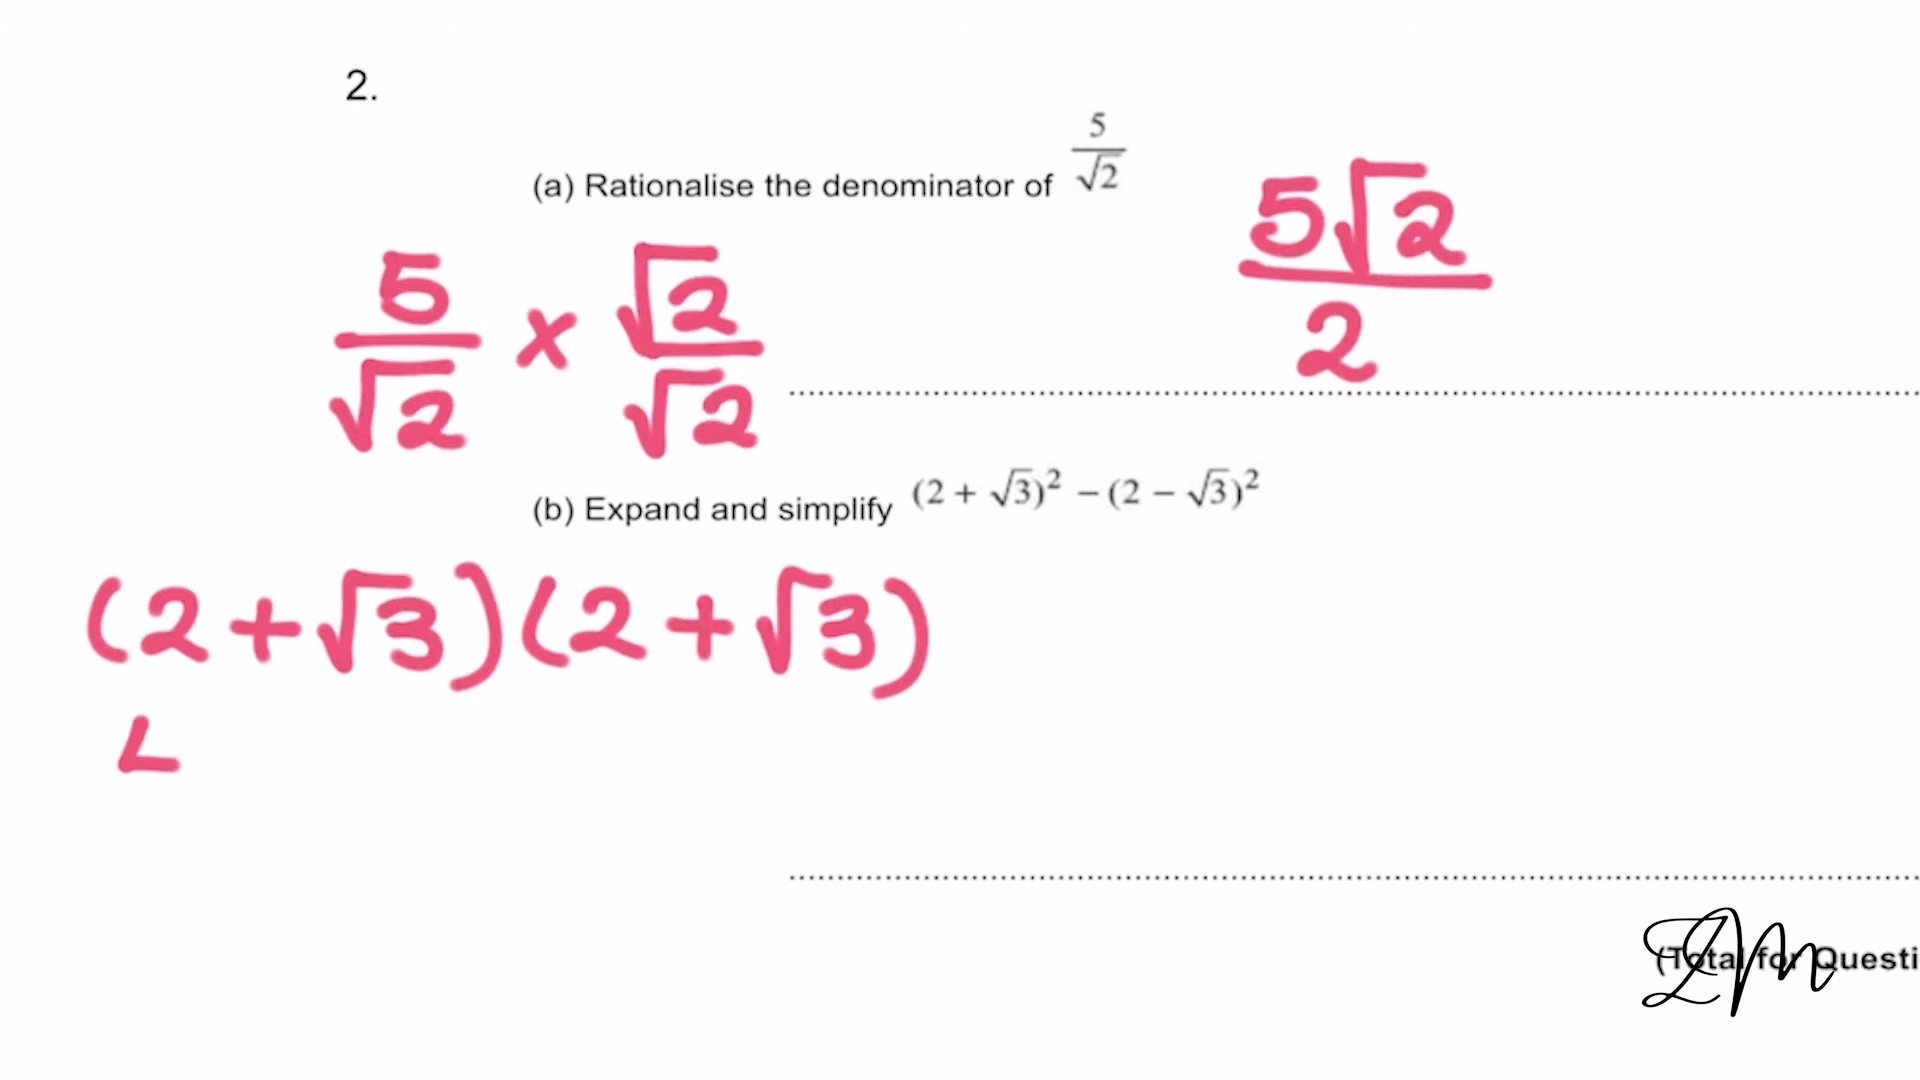 2.
(a) Rationalise the denominator of 5/√2
5/√2 × √2/√2
5√2/2
(b) Expand and simplify (2 + √3)² – (2 – √3)²
(2+√3)(2+√3)
(Total for Questi